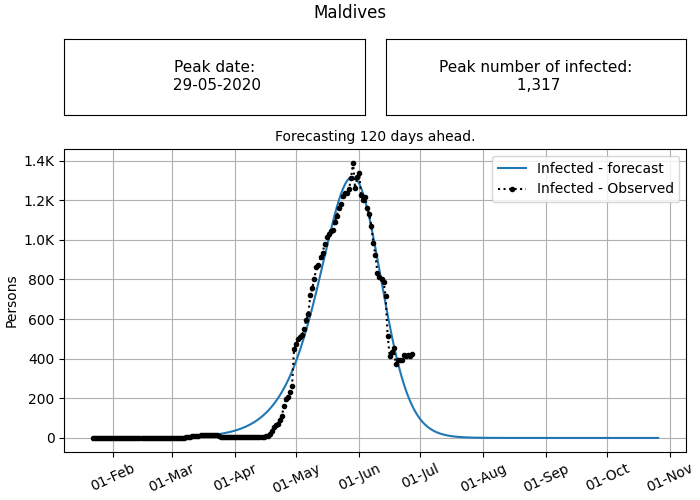 Maldives
Peak date:
29-05-2020
Peak number of infected:
1,317
Forecasting 120 days ahead.
Infected - forecast
Infected - Observed
1.4K
1.2K
1.0K
800
600
400
200
0
Persons
01-Feb
01-Mar
01-Apr
01-May
01-Jun
01-Jul
01-Aug
01-Sep
01-Oct
01-Nov